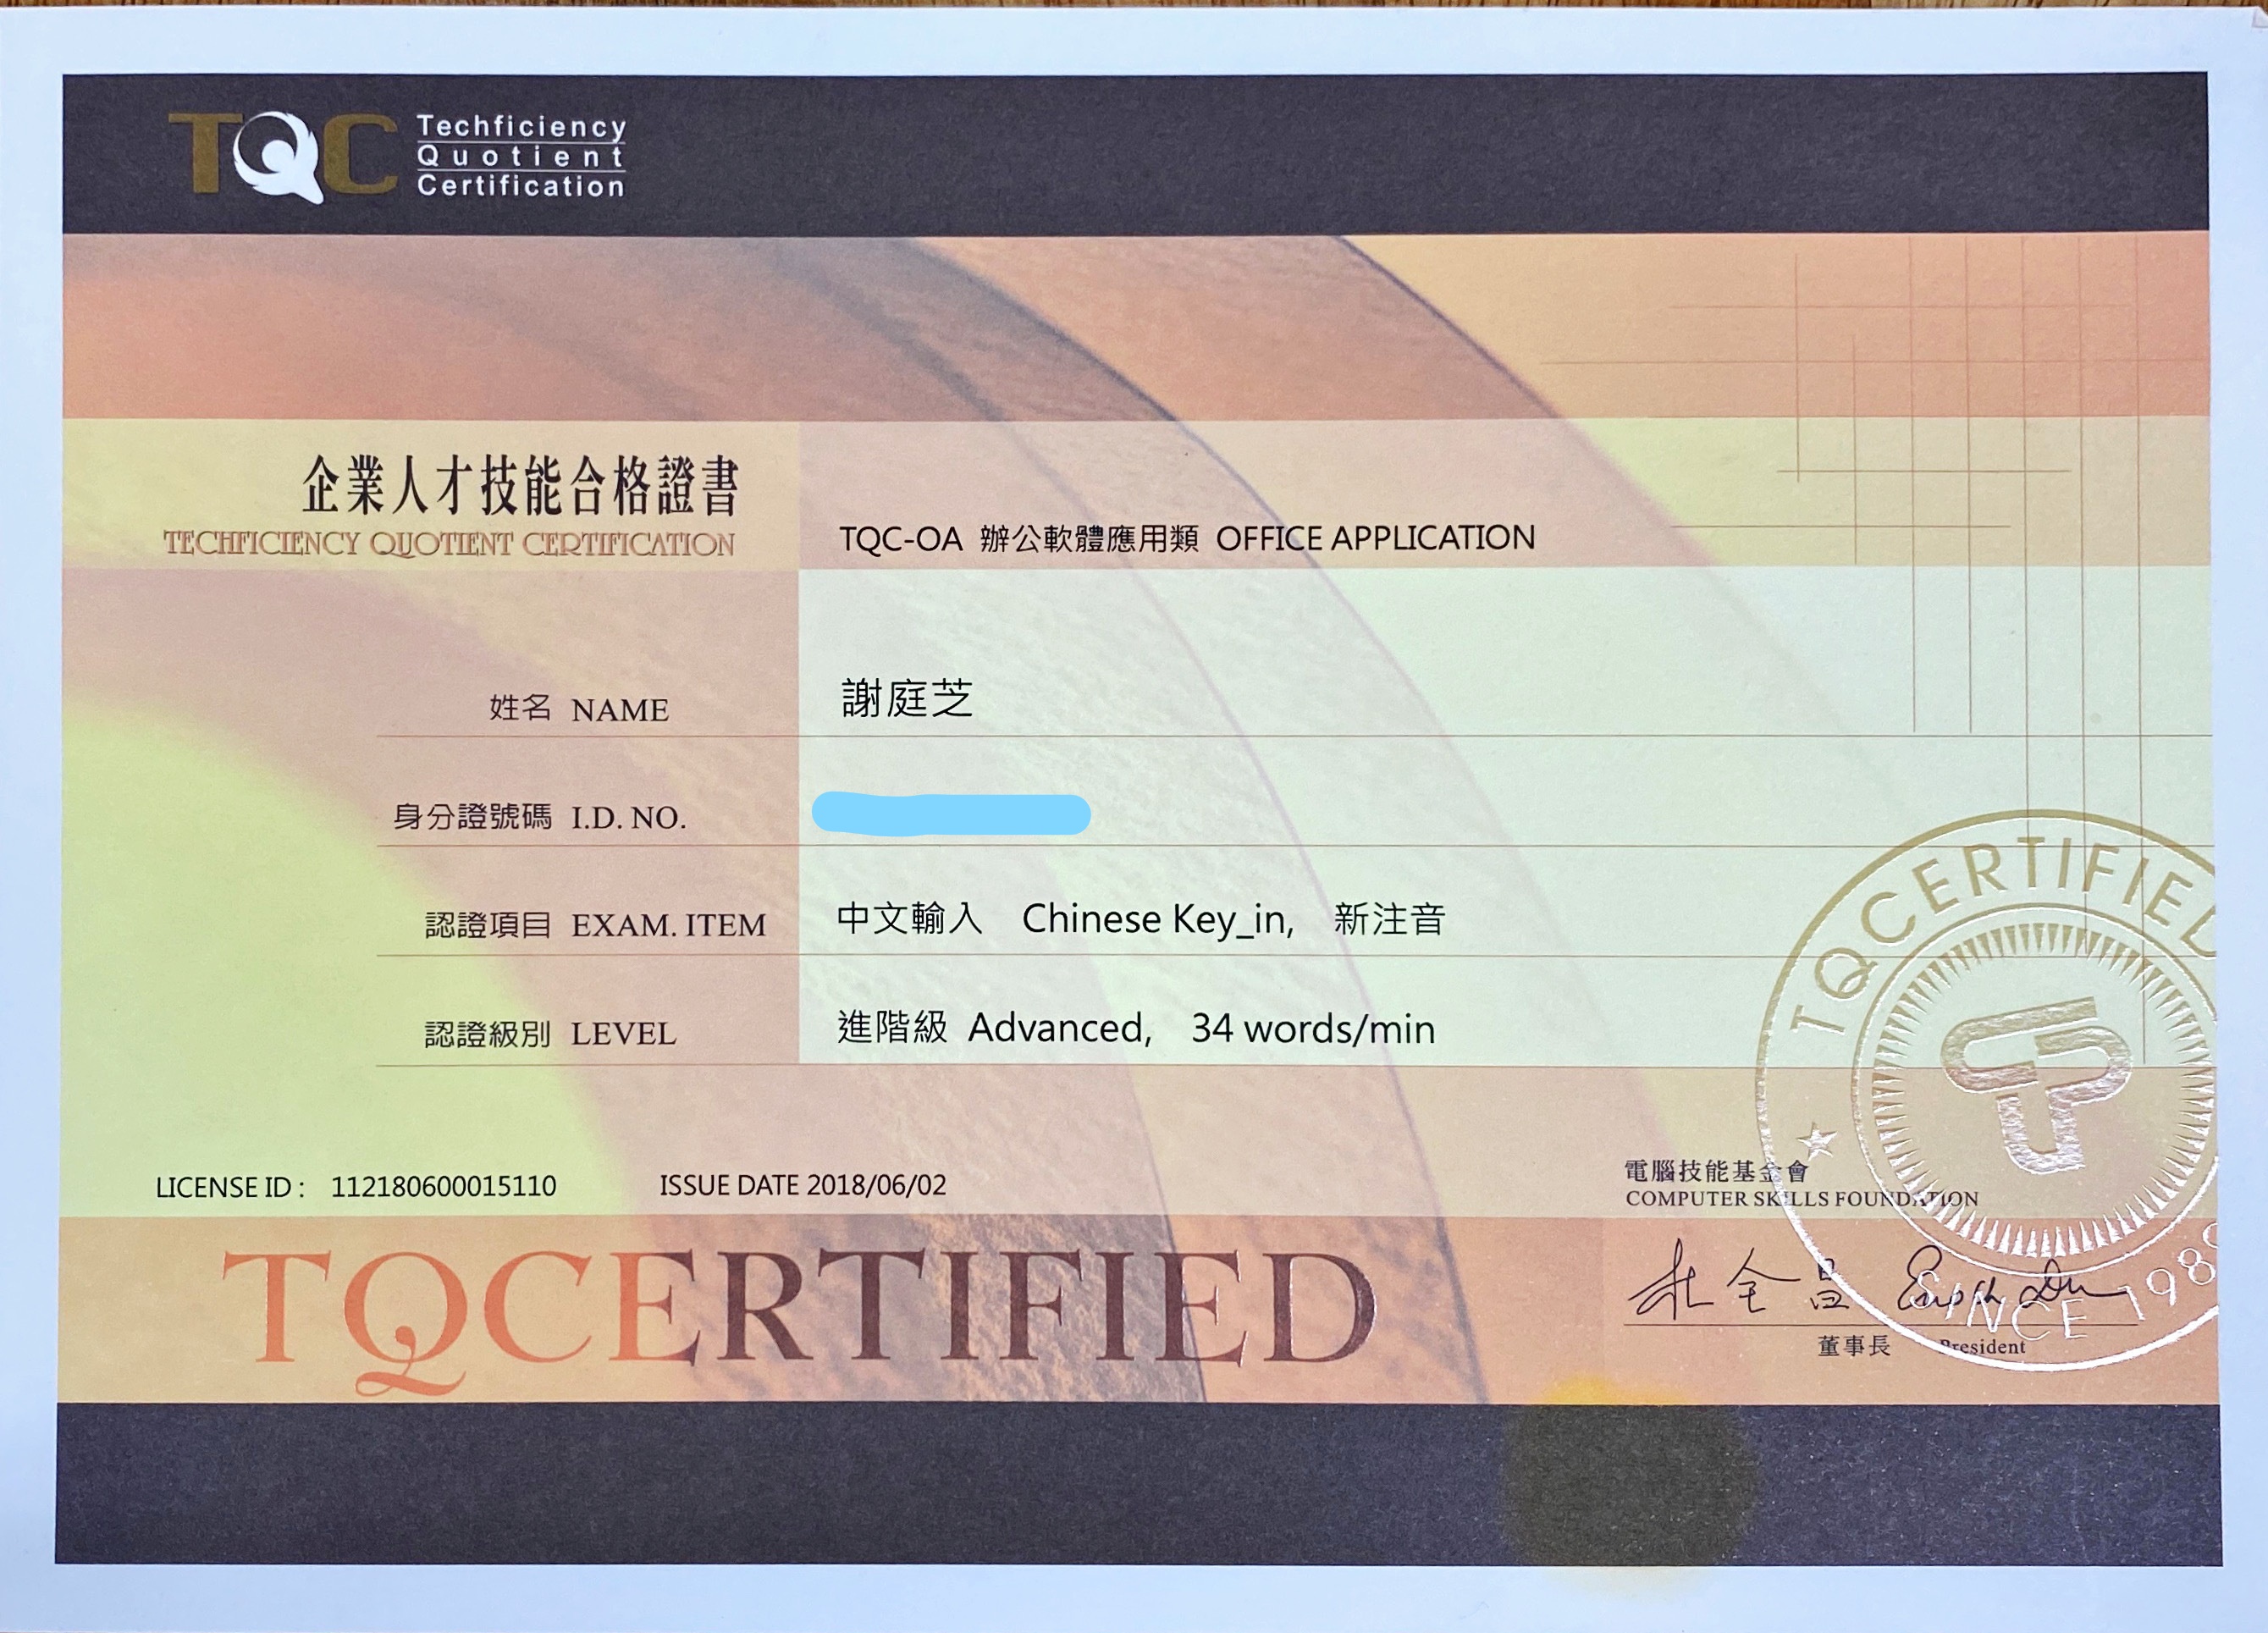 TQC
Techficiency
Quotient
Certification
企業人才技能合格證書
TECHFICIENCY QUOTIENT CERTIFICATION
TQC-OA 辦公軟體應用類 OFFICE APPLICATION
姓名 NAME 謝庭芝
身分證號碼 I.D. NO.
認證項目 EXAM. ITEM 中文輸入 Chinese Key_in, 新注音
認證級別 LEVEL 進階級 Advanced, 34 words/min
LICENSE ID : 112180600015110 ISSUE DATE 2018/06/02
電腦技能基金會
COMPUTER SKILLS FOUNDATION
TQCERTIFIED
杜全昌
董事長 President
TQCERTIFIED
SINCE 198